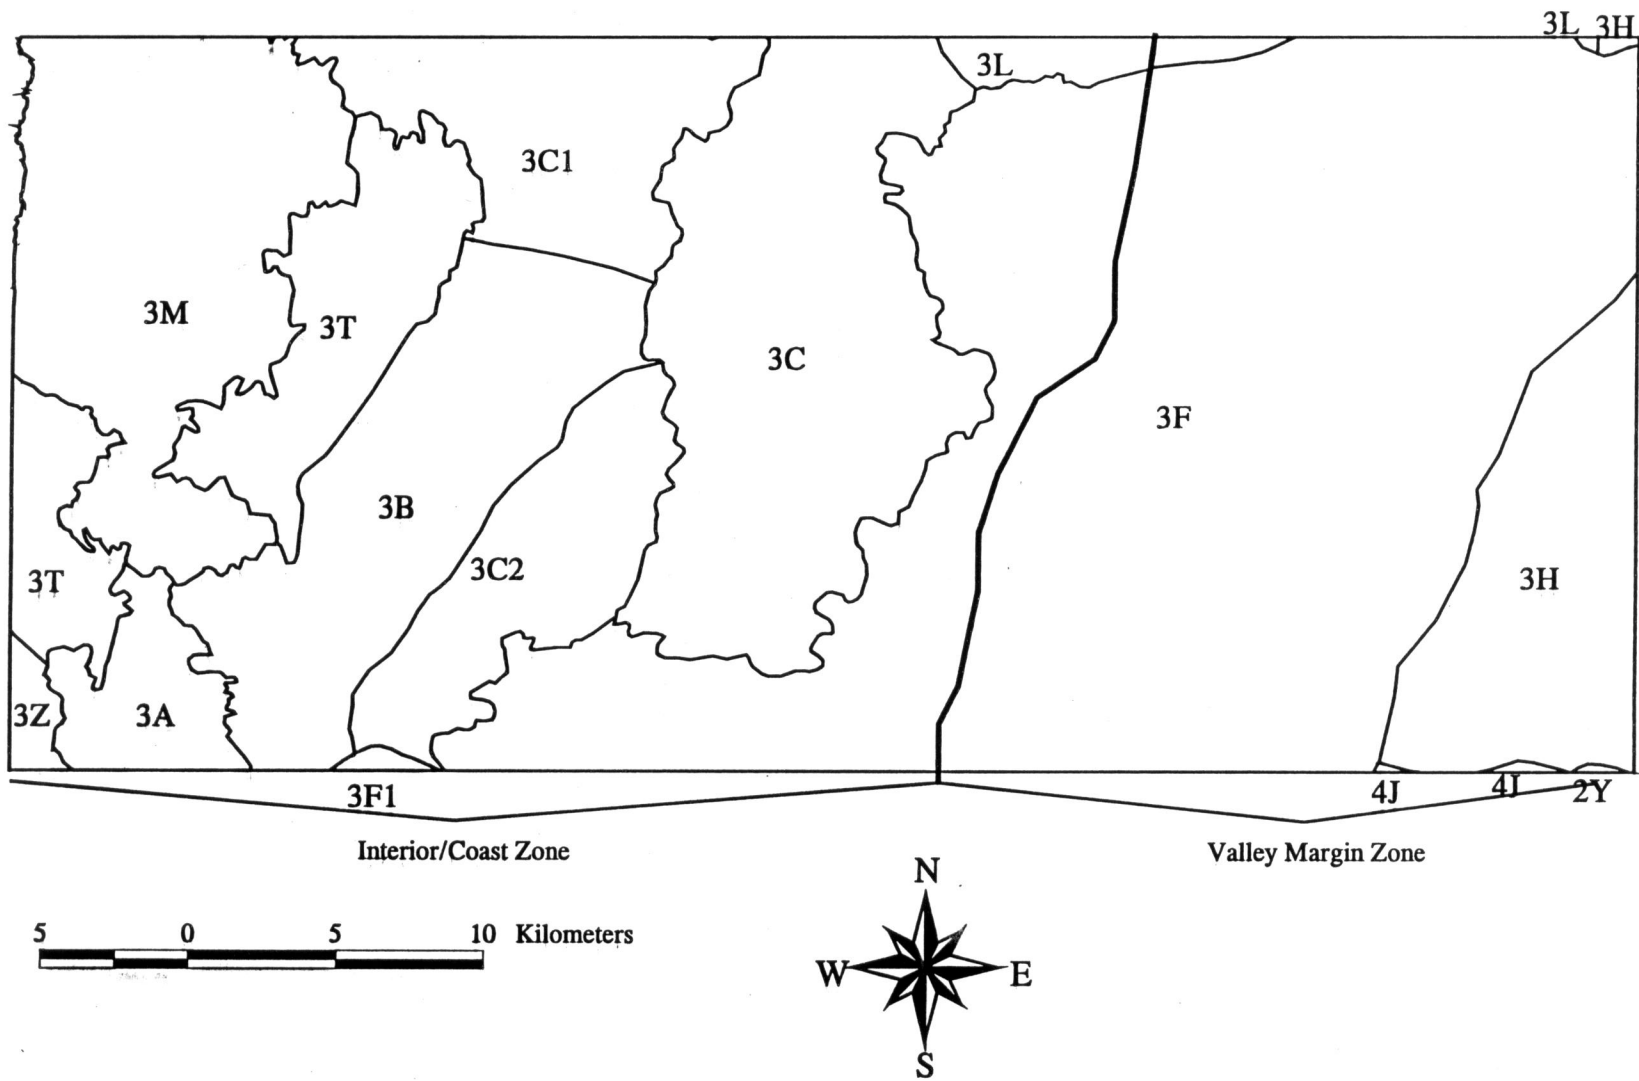 3L 3H
3L
3C1
3M
3T
3C
3F
3B
3C2
3T
3H
3Z
3A
3F1
4J
4J
2Y
Interior/Coast Zone
Valley Margin Zone
N
5 0 5 10 Kilometers
W E
S